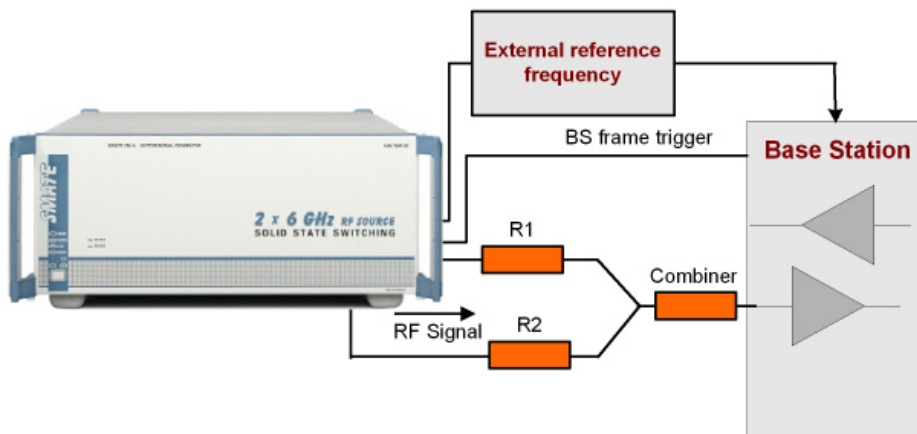 External reference
frequency
BS frame trigger
Base Station
SMATE
2 x 6 GHz RF SOURCE
SOLID STATE SWITCHING
R1
Combiner
RF Signal
R2